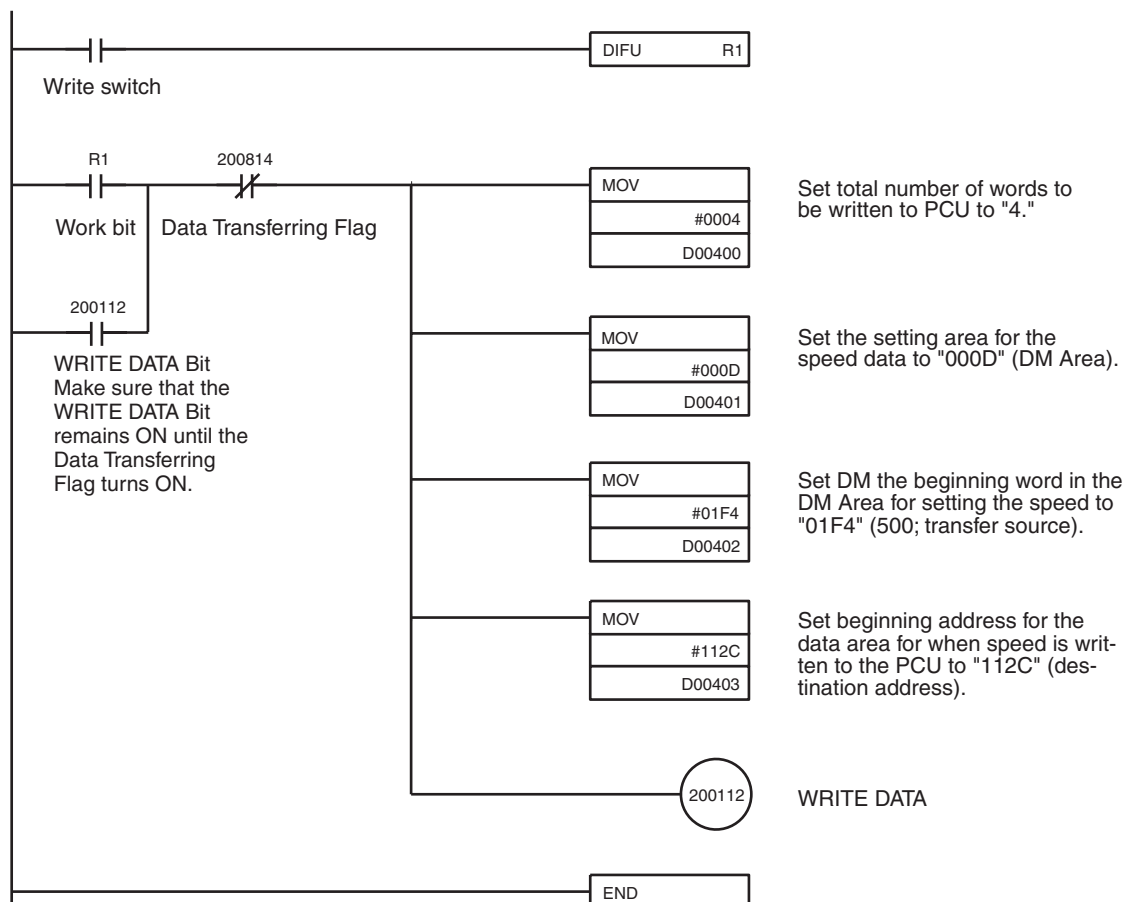 DIFU R1
Write switch
R1
200814
MOV
#0004
D00400
Set total number of words to
be written to PCU to "4."
Work bit
Data Transferring Flag
200112
WRITE DATA Bit
Make sure that the
WRITE DATA Bit
remains ON until the
Data Transferring
Flag turns ON.
MOV
#000D
D00401
Set the setting area for the
speed data to "000D" (DM Area).
MOV
#01F4
D00402
Set DM the beginning word in the
DM Area for setting the speed to
"01F4" (500; transfer source).
MOV
#112C
D00403
Set beginning address for the
data area for when speed is writ-
ten to the PCU to "112C" (des-
tination address).
200112
WRITE DATA
END